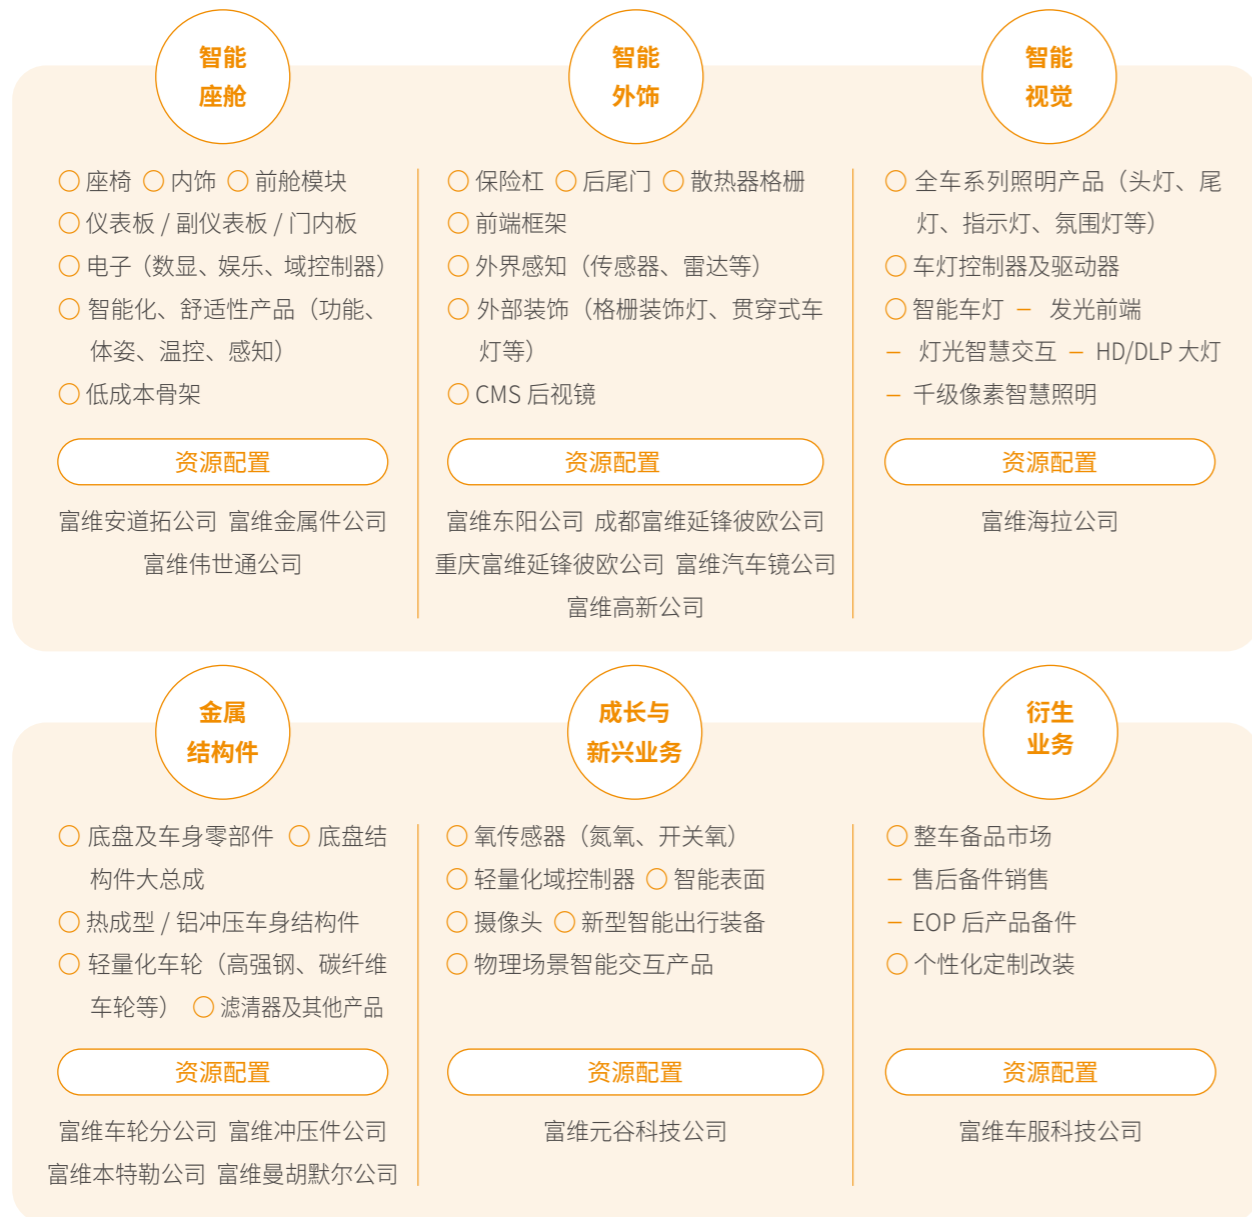 智能
座舱
○ 座椅 ○ 内饰 ○ 前舱模块
○ 仪表板 / 副仪表板 / 门内板
○ 电子（数显、娱乐、域控制器）
○ 智能化、舒适性产品（功能、
体姿、温控、感知）
○ 低成本骨架
资源配置
富维安道拓公司 富维金属件公司
富维伟世通公司
智能
外饰
○ 保险杠 ○ 后尾门 ○ 散热器格栅
○ 前端框架
○ 外界感知（传感器、雷达等）
○ 外部装饰（格栅装饰灯、贯穿式车
灯等）
○ CMS 后视镜
资源配置
富维东阳公司 成都富维延锋彼欧公司
重庆富维延锋彼欧公司 富维汽车镜公司
富维高新公司
智能
视觉
○ 全车系列照明产品（头灯、尾
灯、指示灯、氛围灯等）
○ 车灯控制器及驱动器
○ 智能车灯 – 发光前端
– 灯光智慧交互 – HD/DLP 大灯
– 千级像素智慧照明
资源配置
富维海拉公司
金属
结构件
○ 底盘及车身零部件 ○ 底盘结
构件大总成
○ 热成型 / 铝冲压车身结构件
○ 轻量化车轮（高强钢、碳纤维
车轮等） ○ 滤清器及其他产品
资源配置
富维车轮分公司 富维冲压件公司
富维本特勒公司 富维曼胡默尔公司
成长与
新兴业务
○ 氧传感器（氮氧、开关氧）
○ 轻量化域控制器 ○ 智能表面
○ 摄像头 ○ 新型智能出行装备
○ 物理场景智能交互产品
资源配置
富维元谷科技公司
衍生
业务
○ 整车备品市场
– 售后备件销售
– EOP 后产品备件
○ 个性化定制改装
资源配置
富维车服科技公司